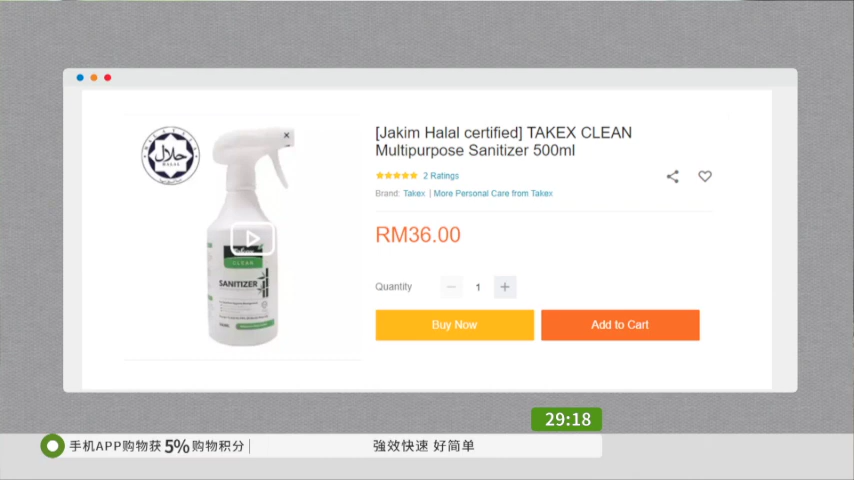 [Jakim Halal certified] TAKEX CLEAN
Multipurpose Sanitizer 500ml
2 Ratings
Brand: Takex | More Personal Care from Takex
RM36.00
Quantity
1
Buy Now
Add to Cart
حلال
HALAL
CLEAN
SANITIZER
29:18
手机APP购物获5%购物积分
強效快速 好简单